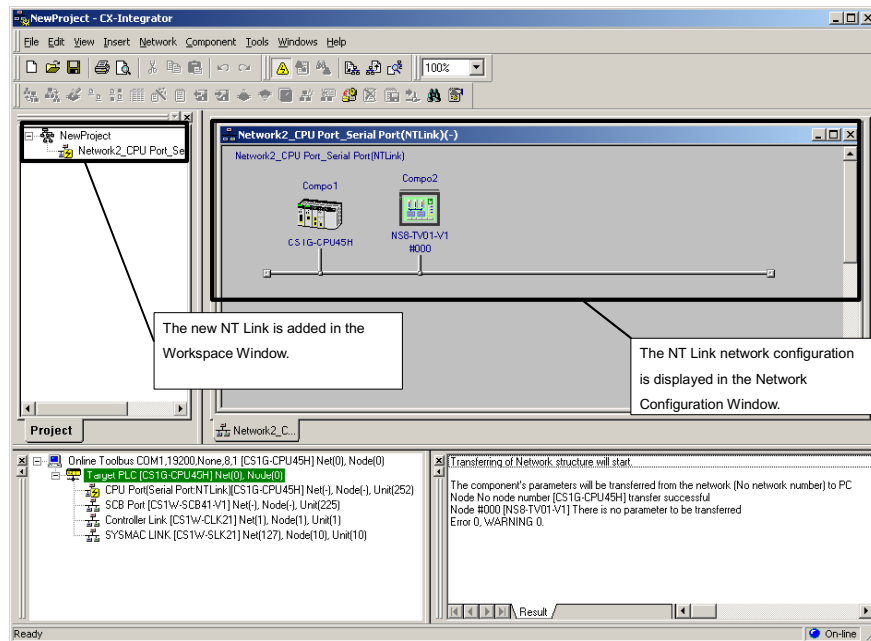 NewProject - CX-Integrator
File Edit View Insert Network Component Tools Windows Help
100%
NewProject
Network2_CPU Port_Se
Network2_CPU Port_Serial Port(NTLink)(-)
Network2_CPU Port_Serial Port(NTLink)
Compo1
Compo2
CS1G-CPU45H
NS8-TV01-V1
#000
The new NT Link is added in the
Workspace Window.
The NT Link network configuration
is displayed in the Network
Configuration Window.
Project
Network2_C...
Online Toolbus COM1,19200,None,8,1 [CS1G-CPU45H] Net(0), Node(0)
Target PLC [CS1G-CPU45H] Net(0), Node(0)
CPU Port(Serial Port:NTLink)[CS1G-CPU45H] Net(-), Node(-), Unit(252)
SCB Port [CS1W-SCB41-V1] Net(-), Node(-), Unit(225)
Controller Link [CS1W-CLK21] Net(1), Node(1), Unit(1)
SYSMAC LINK [CS1W-SLK21] Net(127), Node(10), Unit(10)
Transferring of Network structure will start.
The component's parameters will be transferred from the network (No network number) to PC
Node No node number [CS1G-CPU45H] transfer successful
Node #000 [NS8-TV01-V1] There is no parameter to be transferred
Error 0, WARNING 0.
Result
Ready
On-line